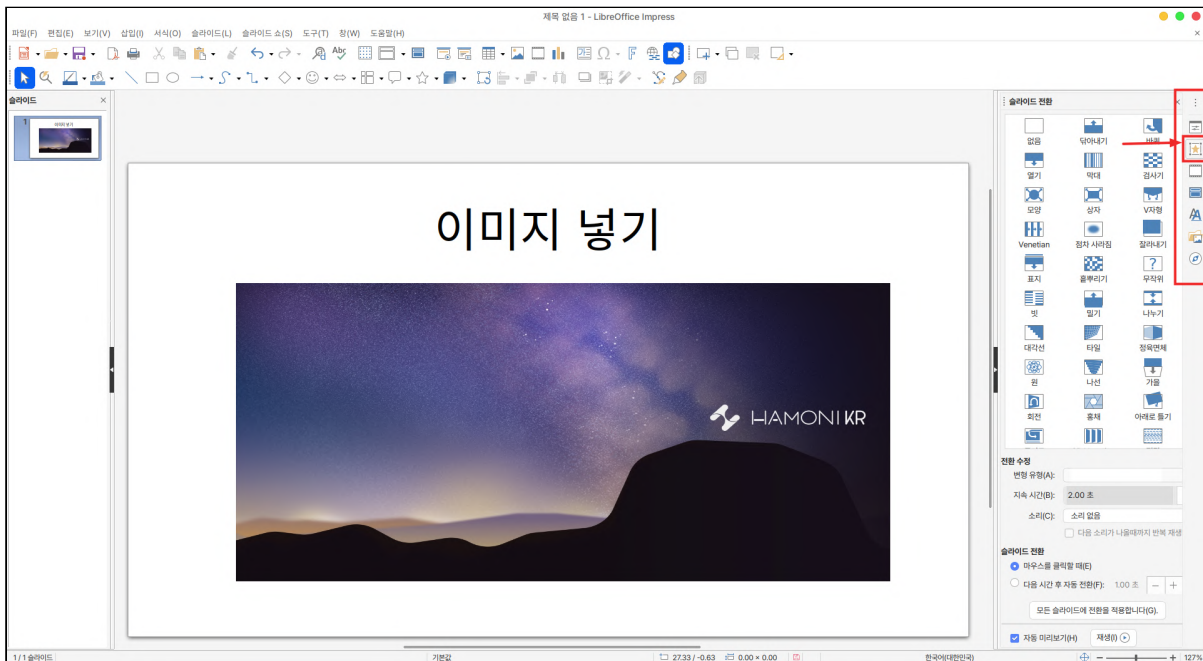 제목 없음 1 - LibreOffice Impress
파일(F) 편집(E) 보기(V) 삽입(I) 서식(O) 슬라이드(L) 슬라이드 쇼(S) 도구(T) 창(W) 도움말(H)
슬라이드
슬라이드 전환
1
이미지 넣기
없음 닦아내기
열기 막대 검사기
모양 상자 V자형
Venetian 점차 사라짐 잘라내기
표지 흩뿌리기 무작위
빗 밀기 나누기
대각선 타일 정육면체
원 나선 가을
회전 홍채 아래로 틀기
이미지 넣기
HAMONIKR
전환 수정
변형 유형(A):
지속 시간(B): 2.00 초
소리(C): 소리 없음
다음 소리가 나올때까지 반복 재생
슬라이드 전환
마우스를 클릭할 때(E)
다음 시간 후 자동 전환(F): 1.00 초
모든 슬라이드에 전환을 적용합니다(G).
자동 미리보기(H) 재생(I)
1 / 1 슬라이드 기본값 27.33 / -0.63 0.00 × 0.00 한국어(대한민국) 127%